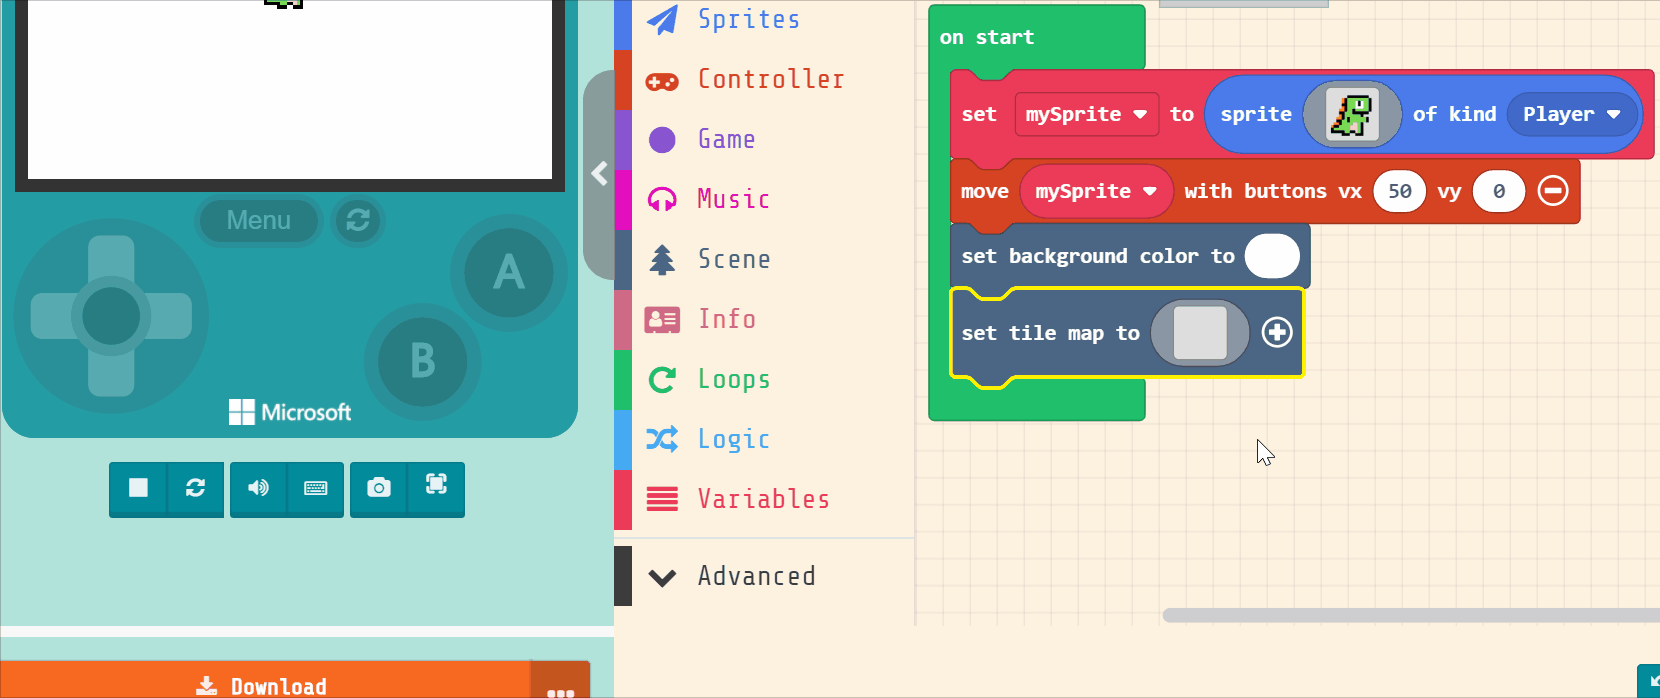 Menu
A
B
Microsoft
Download
Sprites
Controller
Game
Music
Scene
Info
Loops
Logic
Variables
Advanced
on start
set mySprite to sprite of kind Player
move mySprite with buttons vx 50 vy 0
set background color to
set tile map to